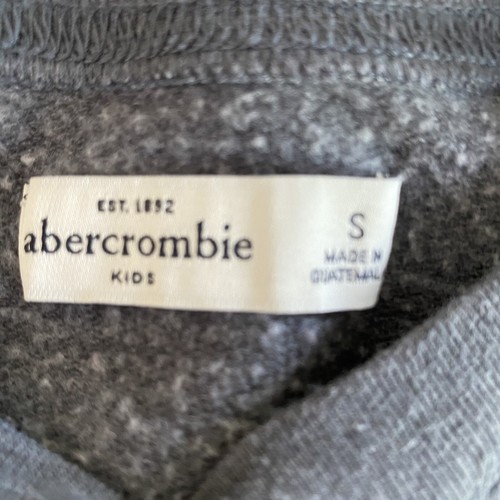 EST. 1892
abercrombie
KIDS
S
MADE IN
GUATEMALA